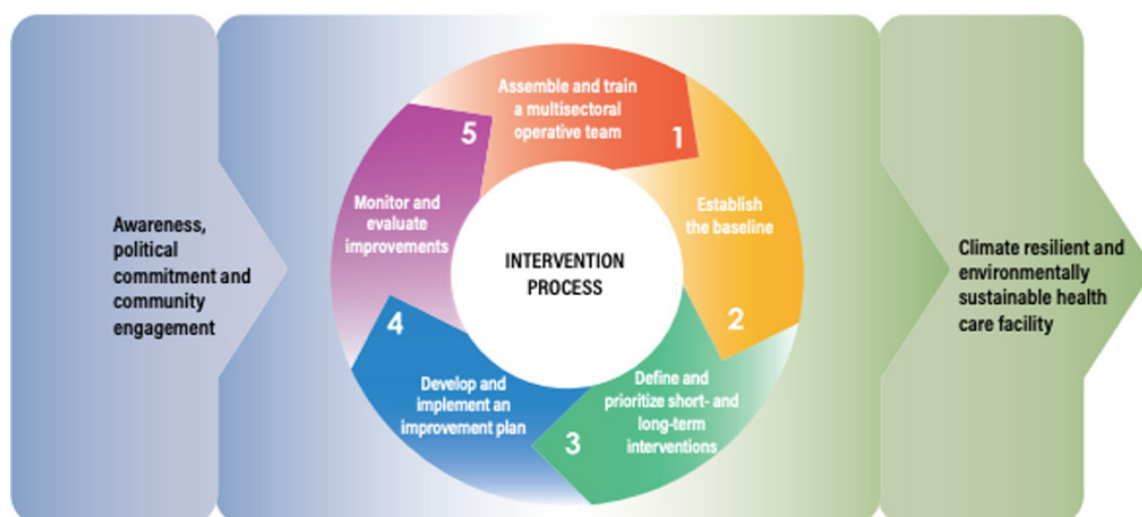 Awareness,
political
commitment and
community
engagement
INTERVENTION
PROCESS
Assemble and train
a multisectoral
operative team
1
Establish
the baseline
2
Define and
prioritize short- and
long-term
interventions
3
Develop and
implement an
improvement plan
4
Monitor and
evaluate
improvements
5
Climate resilient and
environmentally
sustainable health
care facility